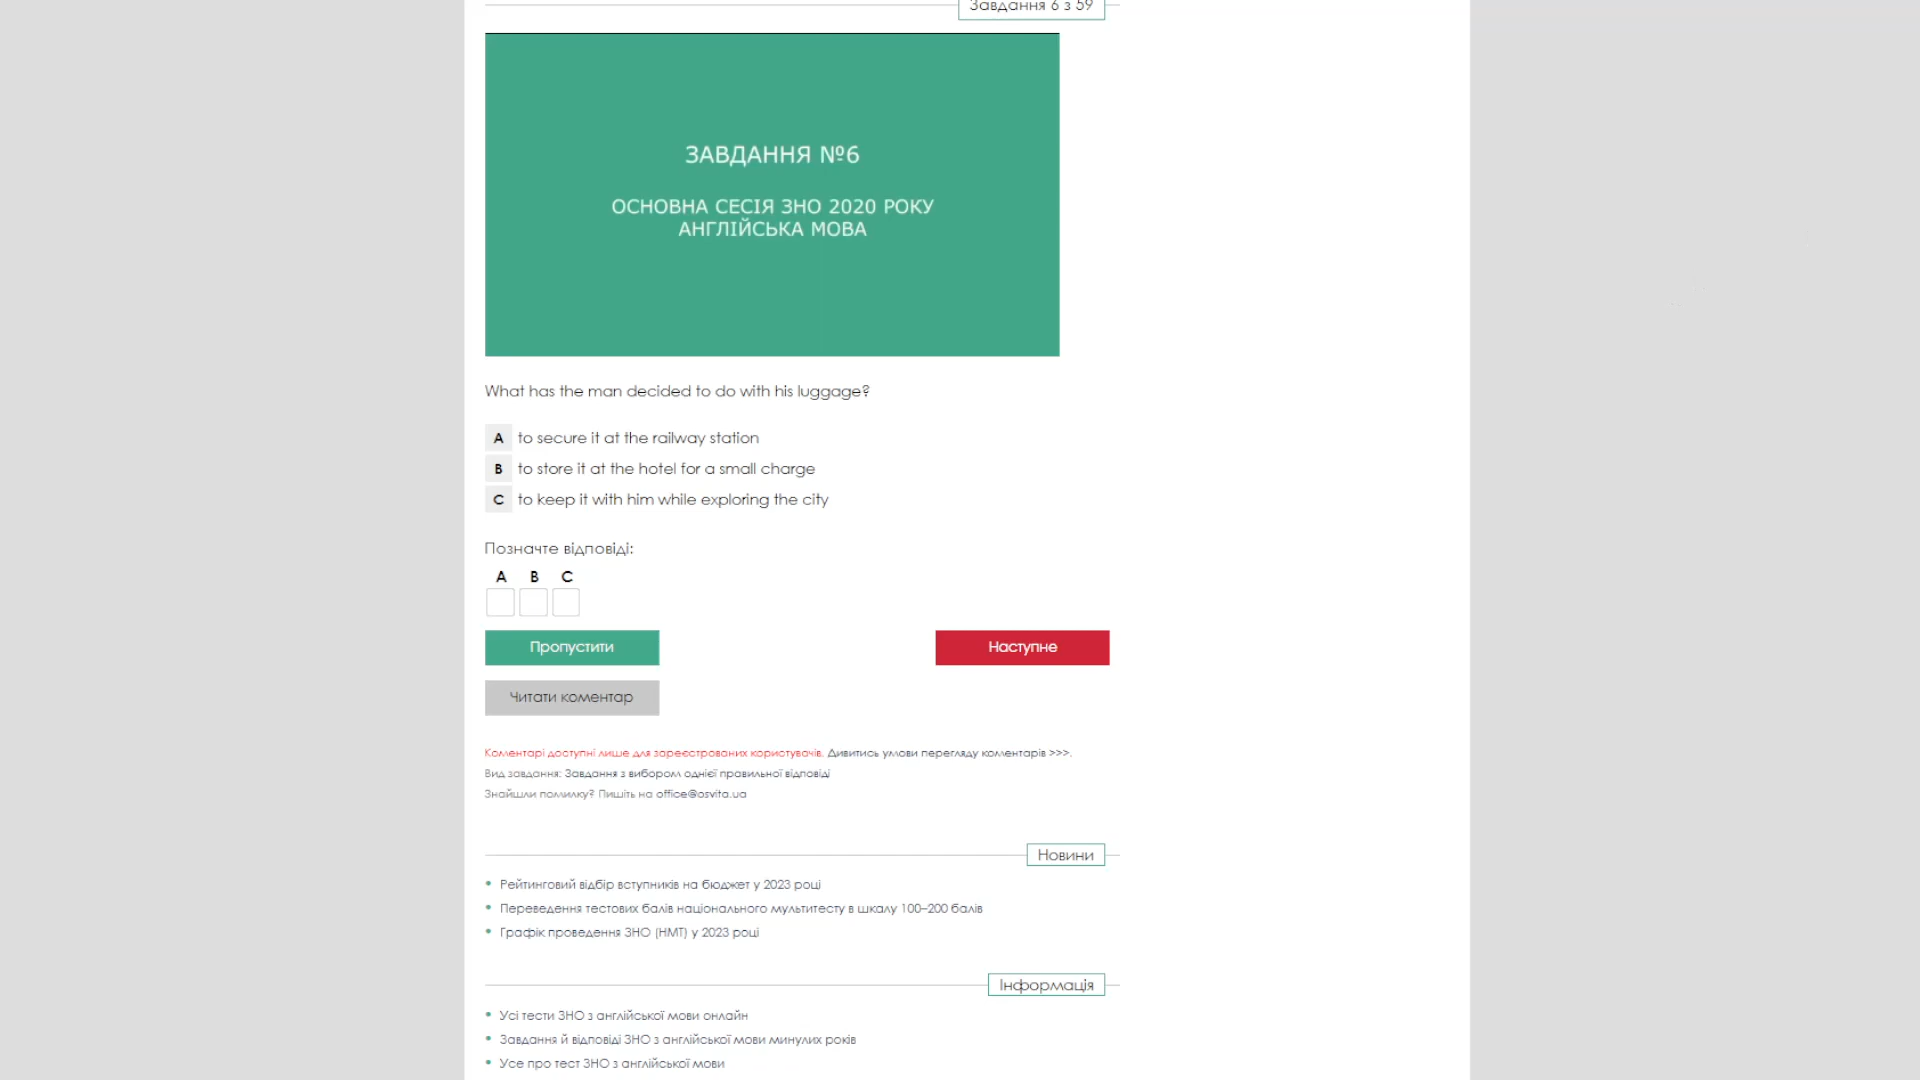 Завдання 6 з 59
ЗАВДАННЯ №6
ОСНОВНА СЕСІЯ ЗНО 2020 РОКУ
АНГЛІЙСЬКА МОВА
What has the man decided to do with his luggage?
A to secure it at the railway station
B to store it at the hotel for a small charge
C to keep it with him while exploring the city
Позначте відповіді:
A B C
Пропустити
Наступне
Читати коментар
Коментарі доступні лише для зареєстрованих користувачів. Дивитись умови перегляду коментарів >>>.
Вид завдання: Завдання з вибором однієї правильної відповіді
Знайшли помилку? Пишіть на office@osvita.ua
Новини
• Рейтинговий відбір вступників на бюджет у 2023 році
• Переведення тестових балів національного мультитесту в шкалу 100–200 балів
• Графік проведення ЗНО (НМТ) у 2023 році
Інформація
• Усі тести ЗНО з англійської мови онлайн
• Завдання й відповіді ЗНО з англійської мови минулих років
• Усе про тест ЗНО з англійської мови